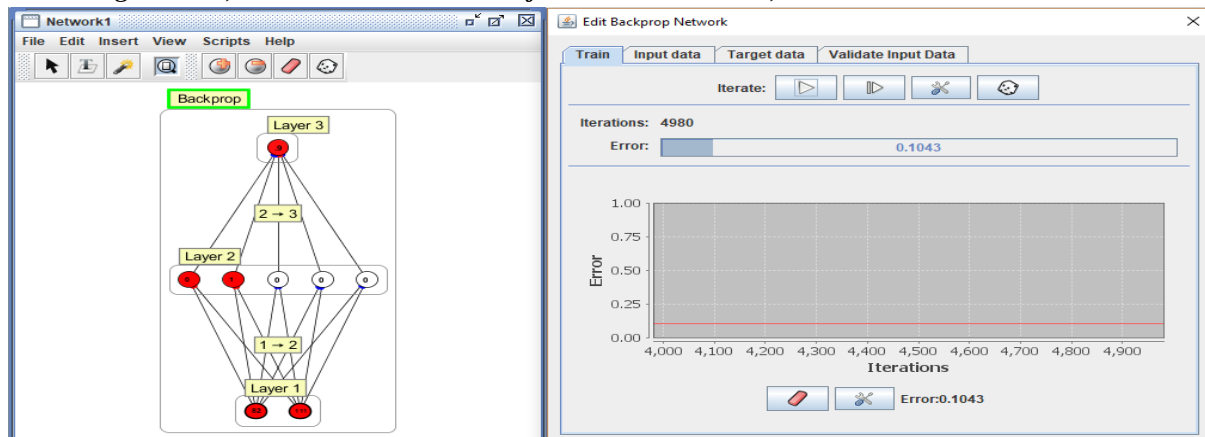 Network1
File Edit Insert View Scripts Help
Backprop
Layer 3
2 → 3
Layer 2
0 0 0
1 → 2
Layer 1
Edit Backprop Network
Train Input data Target data Validate Input Data
Iterate:
Iterations: 4980
Error: 0.1043
1.00
0.75
0.50
0.25
0.00
Error
4,000 4,100 4,200 4,300 4,400 4,500 4,600 4,700 4,800 4,900
Iterations
Error:0.1043